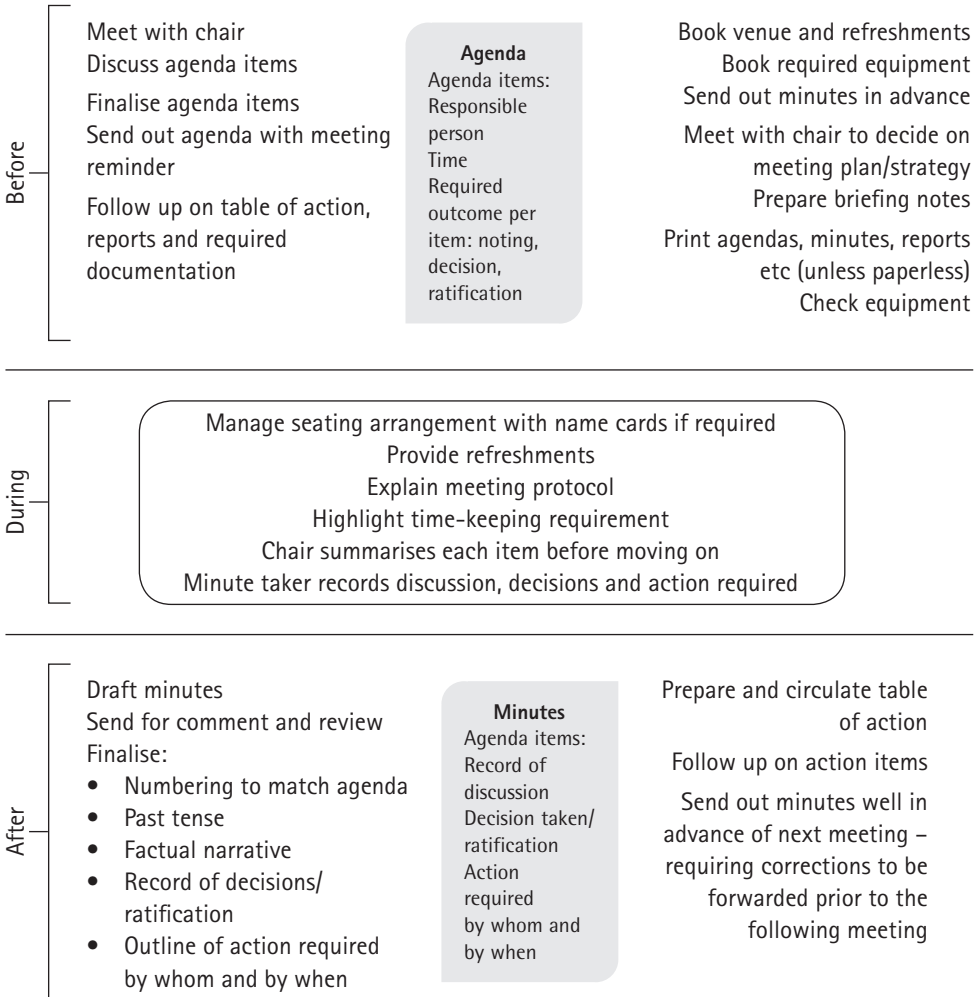 Before
Meet with chair
Discuss agenda items
Finalise agenda items
Send out agenda with meeting
reminder
Follow up on table of action,
reports and required
documentation
Agenda
Agenda items:
Responsible
person
Time
Required
outcome per
item: noting,
decision,
ratification
Book venue and refreshments
Book required equipment
Send out minutes in advance
Meet with chair to decide on
meeting plan/strategy
Prepare briefing notes
Print agendas, minutes, reports
etc (unless paperless)
Check equipment
During
Manage seating arrangement with name cards if required
Provide refreshments
Explain meeting protocol
Highlight time-keeping requirement
Chair summarises each item before moving on
Minute taker records discussion, decisions and action required
After
Draft minutes
Send for comment and review
Finalise:
• Numbering to match agenda
• Past tense
• Factual narrative
• Record of decisions/
ratification
• Outline of action required
by whom and by when
Minutes
Agenda items:
Record of
discussion
Decision taken/
ratification
Action
required
by whom and
by when
Prepare and circulate table
of action
Follow up on action items
Send out minutes well in
advance of next meeting –
requiring corrections to be
forwarded prior to the
following meeting